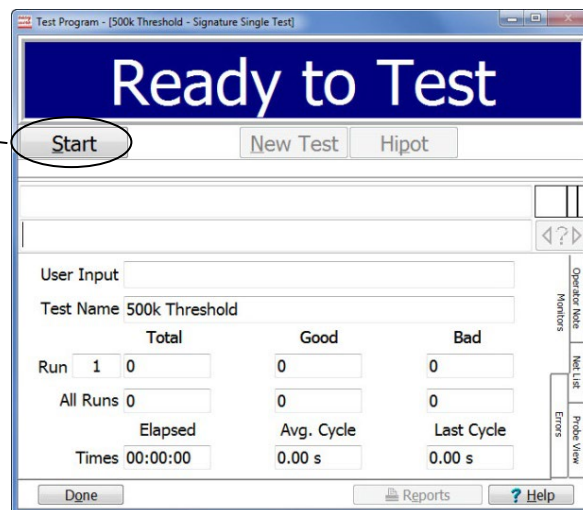 Test Program - [500k Threshold - Signature Single Test]
Ready to Test
Start New Test Hipot
?
User Input
Test Name 500k Threshold
Total Good Bad
Run 1 0 0 0
All Runs 0 0 0
Elapsed Avg. Cycle Last Cycle
Times 00:00:00 0.00 s 0.00 s
Operator Note
Monitors
Net List
Errors
Probe View
Done Reports ? Help